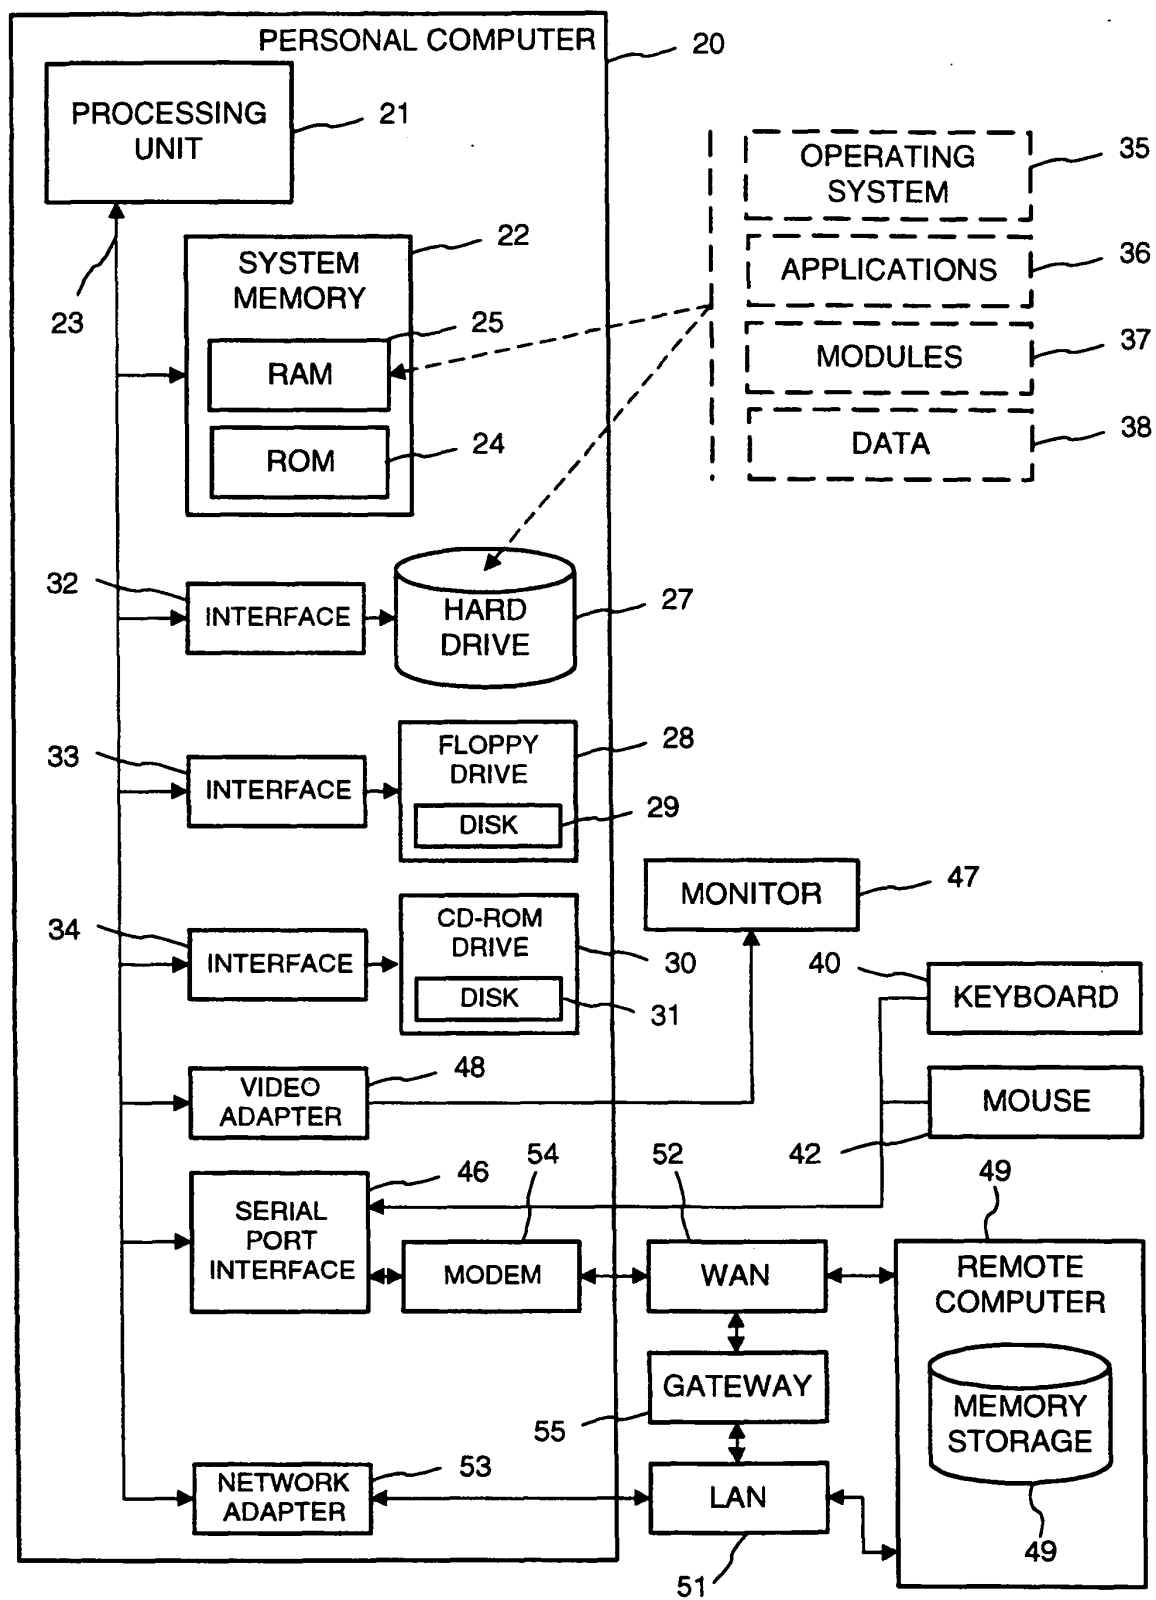 PERSONAL COMPUTER
20
PROCESSING
UNIT
21
23
SYSTEM
MEMORY
22
RAM
25
ROM
24
OPERATING
SYSTEM
35
APPLICATIONS
36
MODULES
37
DATA
38
32
INTERFACE
HARD
DRIVE
27
33
INTERFACE
FLOPPY
DRIVE
28
DISK
29
34
INTERFACE
CD-ROM
DRIVE
30
DISK
31
MONITOR
47
40
KEYBOARD
MOUSE
42
VIDEO
ADAPTER
48
SERIAL
PORT
INTERFACE
46
54
MODEM
52
WAN
49
REMOTE
COMPUTER
GATEWAY
55
MEMORY
STORAGE
49
NETWORK
ADAPTER
53
LAN
51